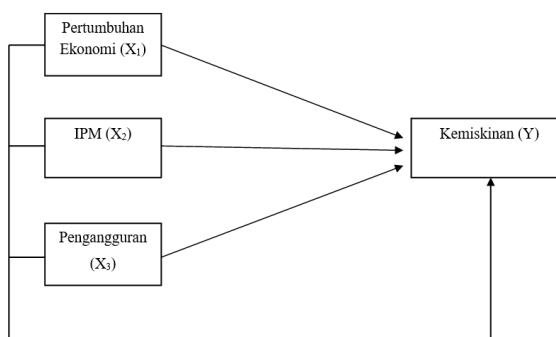 Pertumbuhan
Ekonomi (X₁)
IPM (X₂)
Kemiskinan (Y)
Pengangguran
(X₃)